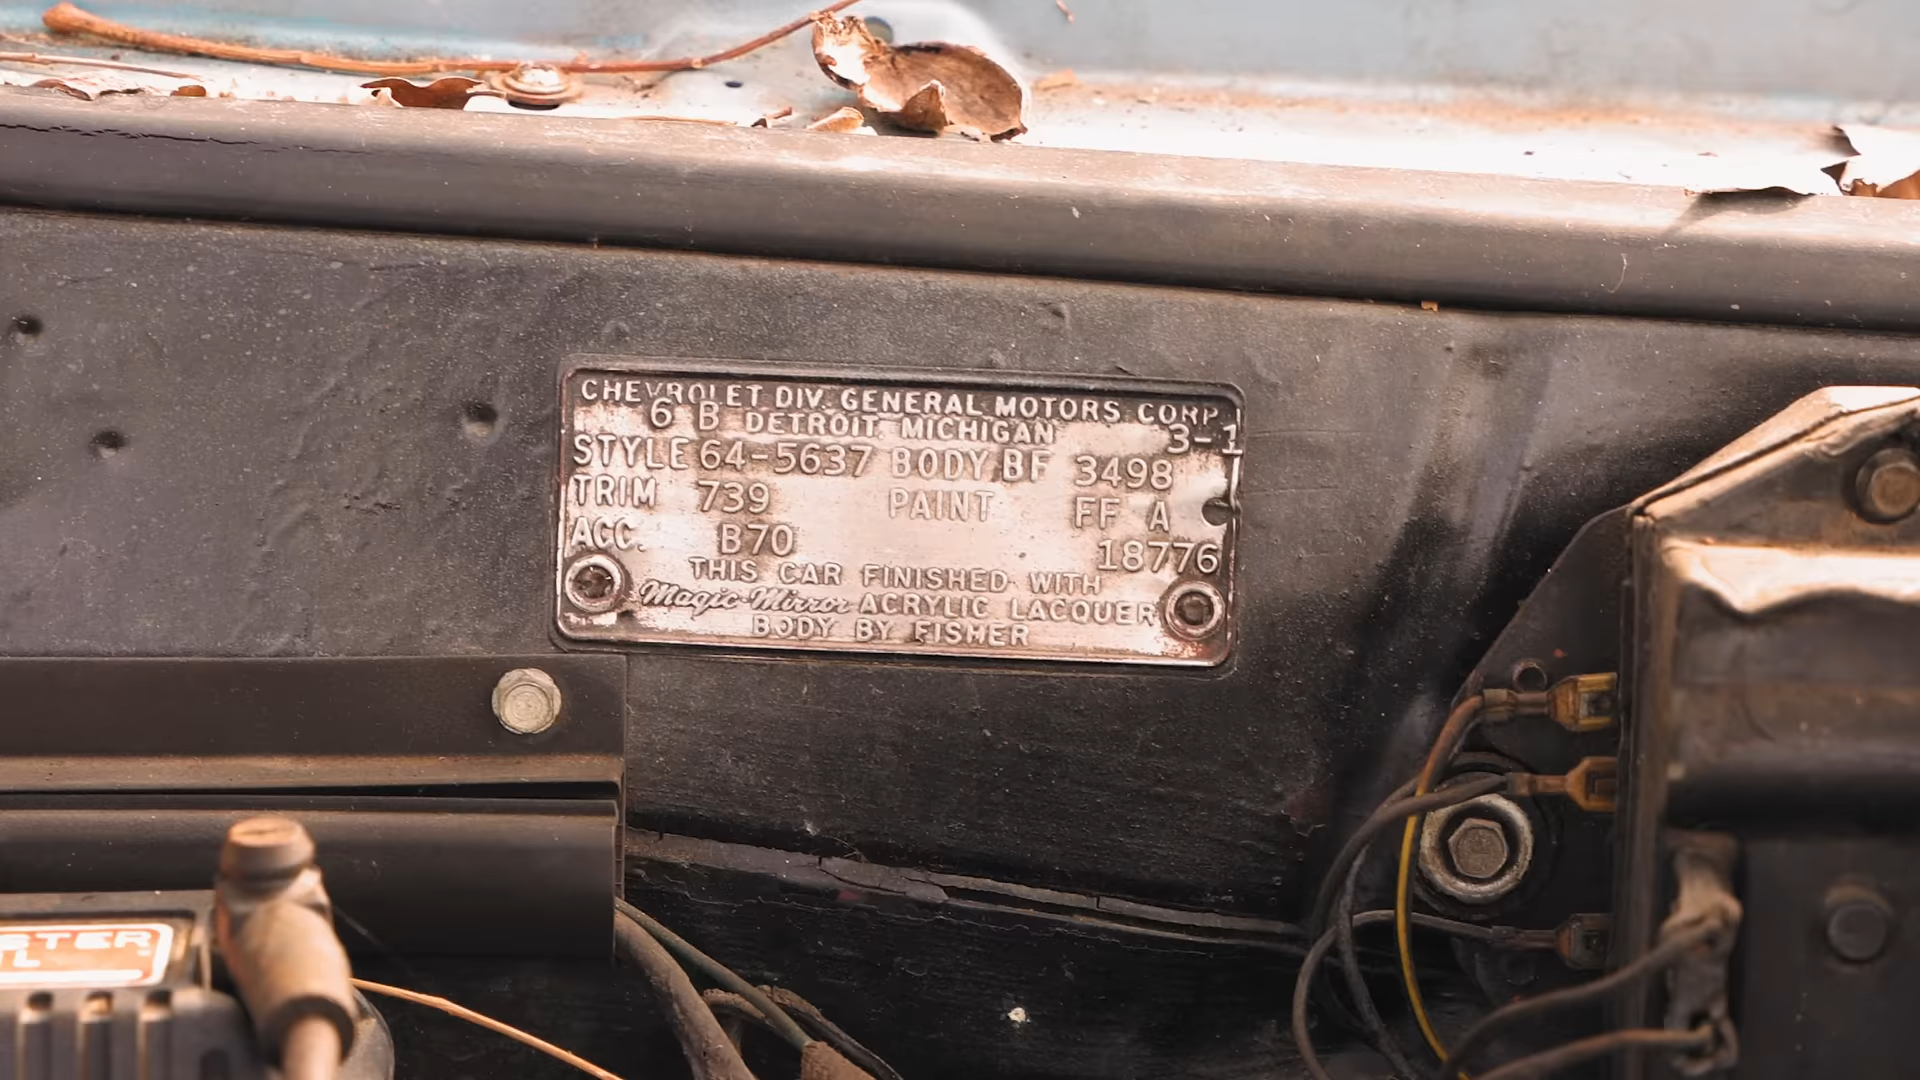 CHEVROLET DIV. GENERAL MOTORS CORP.
6 B DETROIT, MICHIGAN 3-1
STYLE 64-5637 BODY BF 3498
TRIM 739 PAINT FF A
ACC. B70 18776
THIS CAR FINISHED WITH
Magic-Mirror ACRYLIC LACQUER
BODY BY FISHER